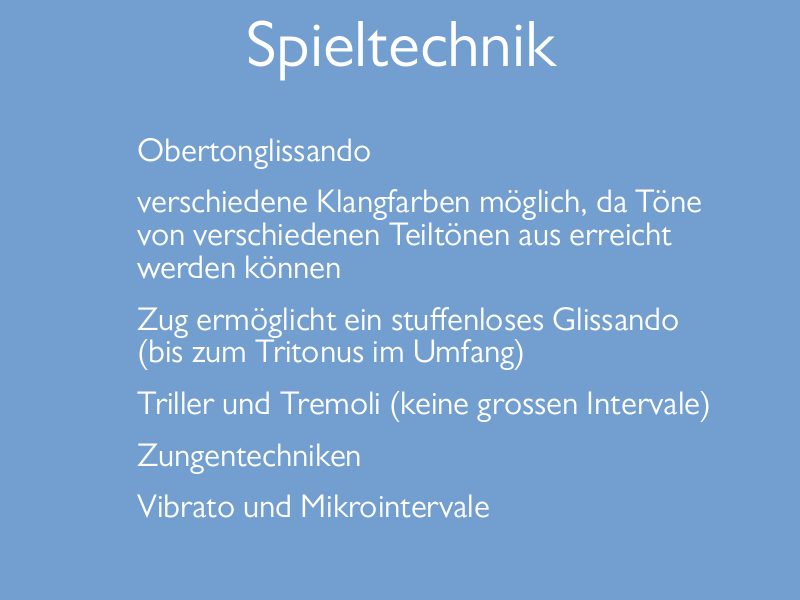 Spieltechnik
Obertonglissando
verschiedene Klangfarben möglich, da Töne
von verschiedenen Teiltönen aus erreicht
werden können
Zug ermöglicht ein stuffenloses Glissando
(bis zum Tritonus im Umfang)
Triller und Tremoli (keine grossen Intervale)
Zungentechniken
Vibrato und Mikrointervale